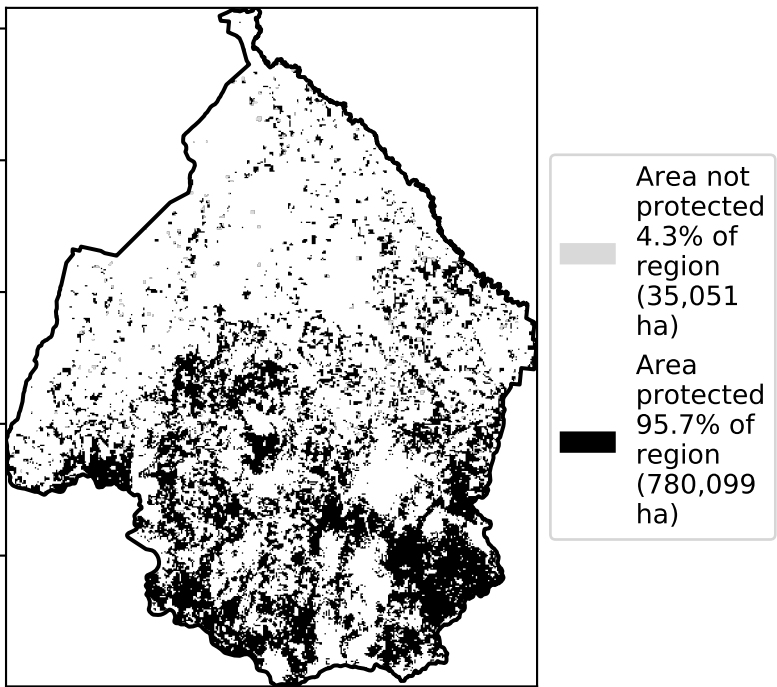 Area not
protected
4.3% of
region
(35,051
ha)
Area
protected
95.7% of
region
(780,099
ha)